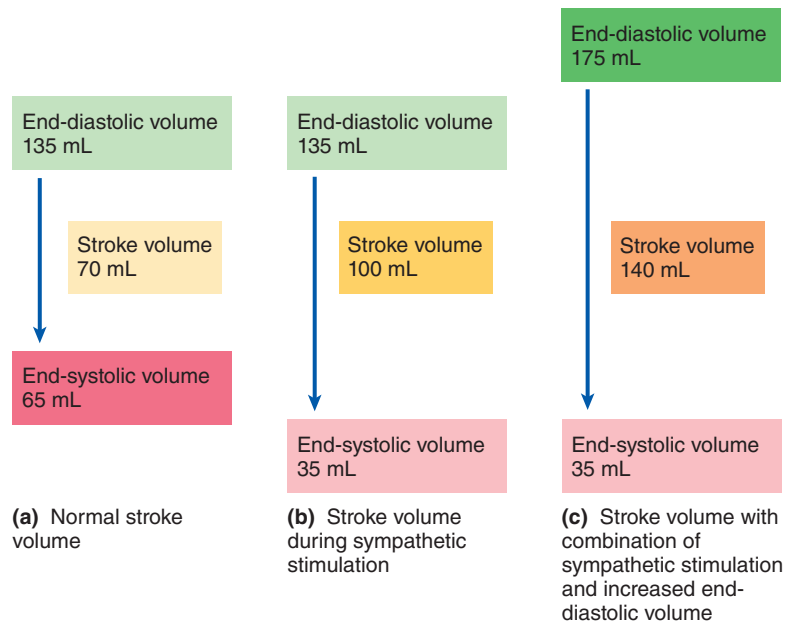 End-diastolic volume
135 mL
Stroke volume
70 mL
End-systolic volume
65 mL
(a) Normal stroke
volume
End-diastolic volume
135 mL
Stroke volume
100 mL
End-systolic volume
35 mL
(b) Stroke volume
during sympathetic
stimulation
End-diastolic volume
175 mL
Stroke volume
140 mL
End-systolic volume
35 mL
(c) Stroke volume with
combination of
sympathetic stimulation
and increased end-
diastolic volume